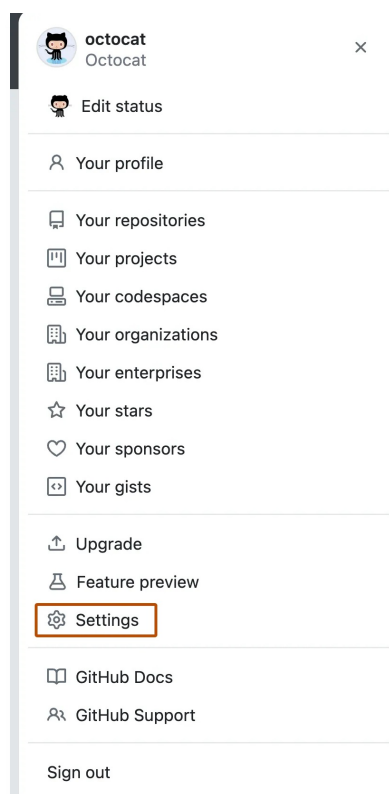 octocat
Octocat
Edit status
Your profile
Your repositories
Your projects
Your codespaces
Your organizations
Your enterprises
Your stars
Your sponsors
Your gists
Upgrade
Feature preview
Settings
GitHub Docs
GitHub Support
Sign out